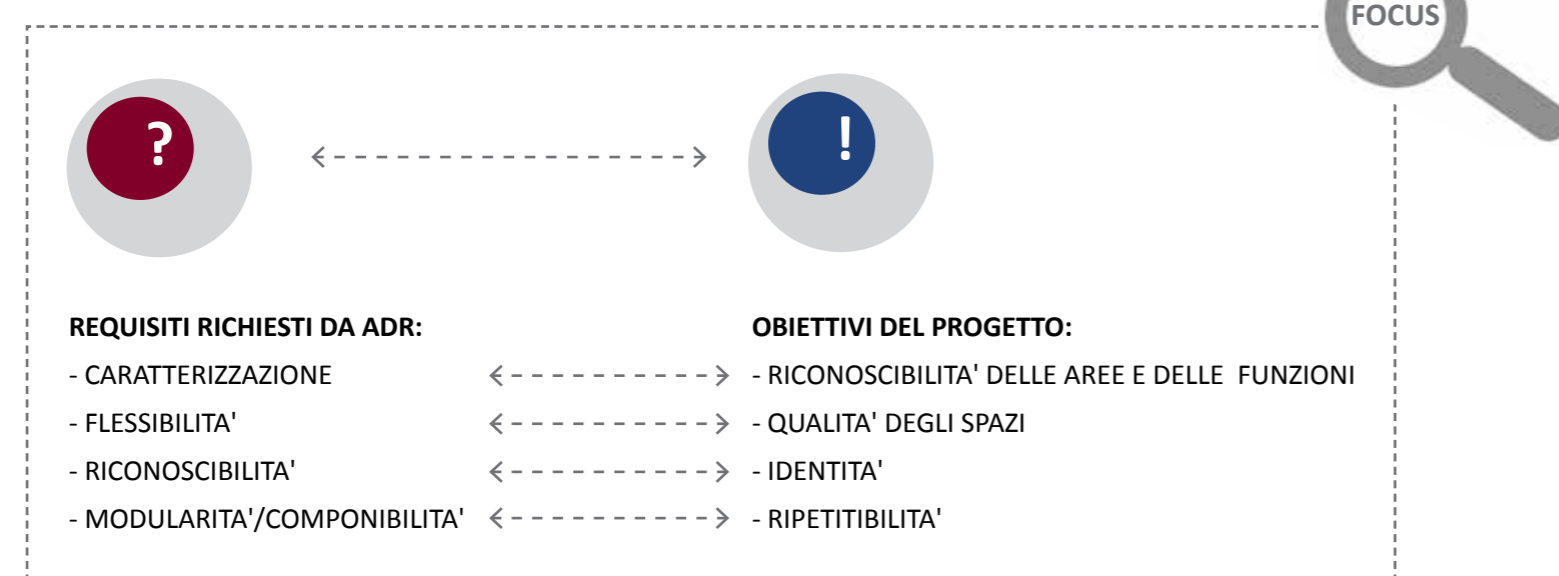 FOCUS
?
!
REQUISITI RICHIESTI DA ADR:
OBIETTIVI DEL PROGETTO:
- CARATTERIZZAZIONE
- RICONOSCIBILITA' DELLE AREE E DELLE FUNZIONI
- FLESSIBILITA'
- QUALITA' DEGLI SPAZI
- RICONOSCIBILITA'
- IDENTITA'
- MODULARITA'/COMPONIBILITA'
- RIPETITIBILITA'